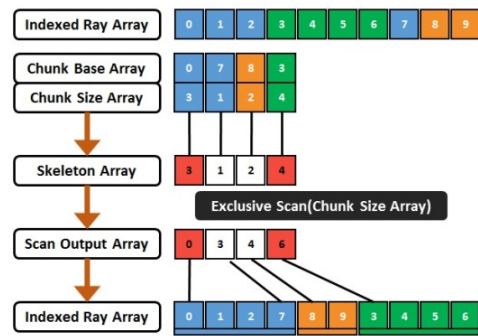 Indexed Ray Array 0 1 2 3 4 5 6 7 8 9
Chunk Base Array 0 7 8 3
Chunk Size Array 3 1 2 4
Skeleton Array 3 1 2 4
Exclusive Scan(Chunk Size Array)
Scan Output Array 0 3 4 6
Indexed Ray Array 0 1 2 7 8 9 3 4 5 6